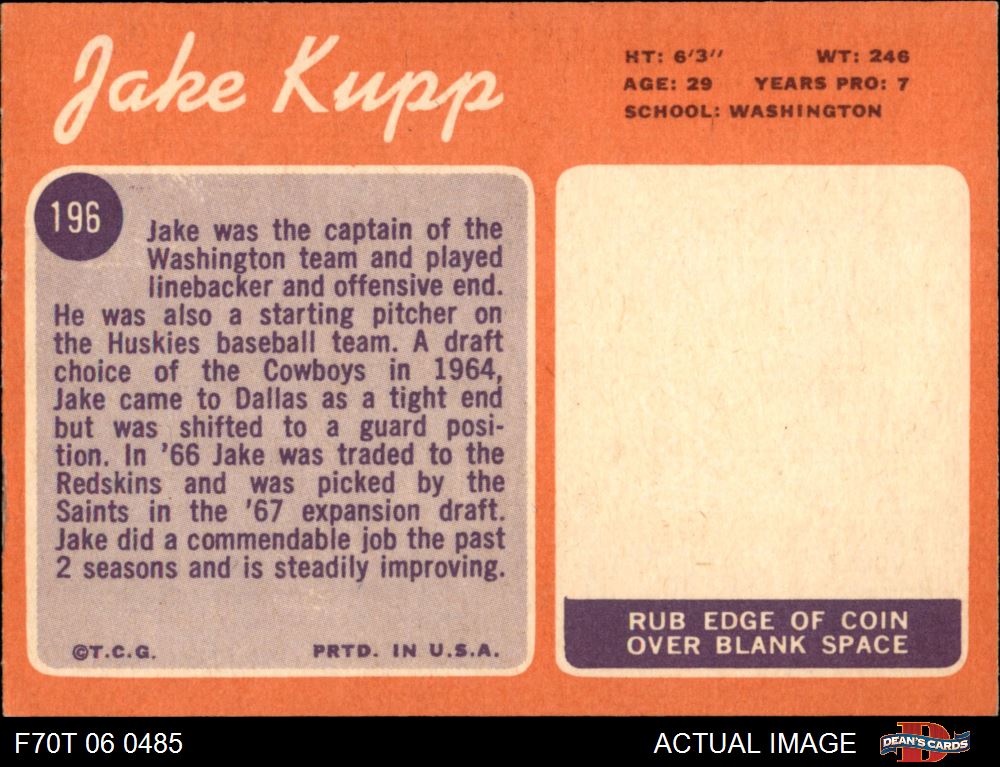 Jake Kupp
HT: 6'3" WT: 246
AGE: 29 YEARS PRO: 7
SCHOOL: WASHINGTON
196
Jake was the captain of the
Washington team and played
linebacker and offensive end.
He was also a starting pitcher on
the Huskies baseball team. A draft
choice of the Cowboys in 1964,
Jake came to Dallas as a tight end
but was shifted to a guard posi-
tion. In '66 Jake was traded to the
Redskins and was picked by the
Saints in the '67 expansion draft.
Jake did a commendable job the past
2 seasons and is steadily improving.
©T.C.G. PRTD. IN U.S.A.
RUB EDGE OF COIN
OVER BLANK SPACE
F70T 06 0485
ACTUAL IMAGE
D
DEAN'S CARDS